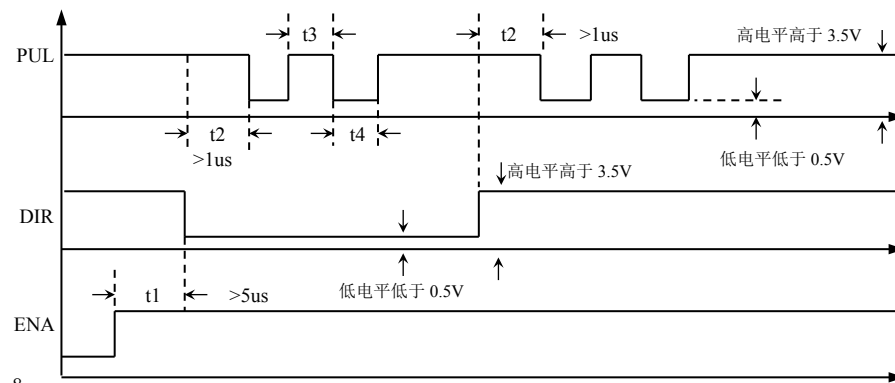 t3
t2
>1us
高电平高于 3.5V
PUL
t2
t4
>1us
低电平低于 0.5V
高电平高于 3.5V
DIR
t1
>5us
低电平低于 0.5V
ENA